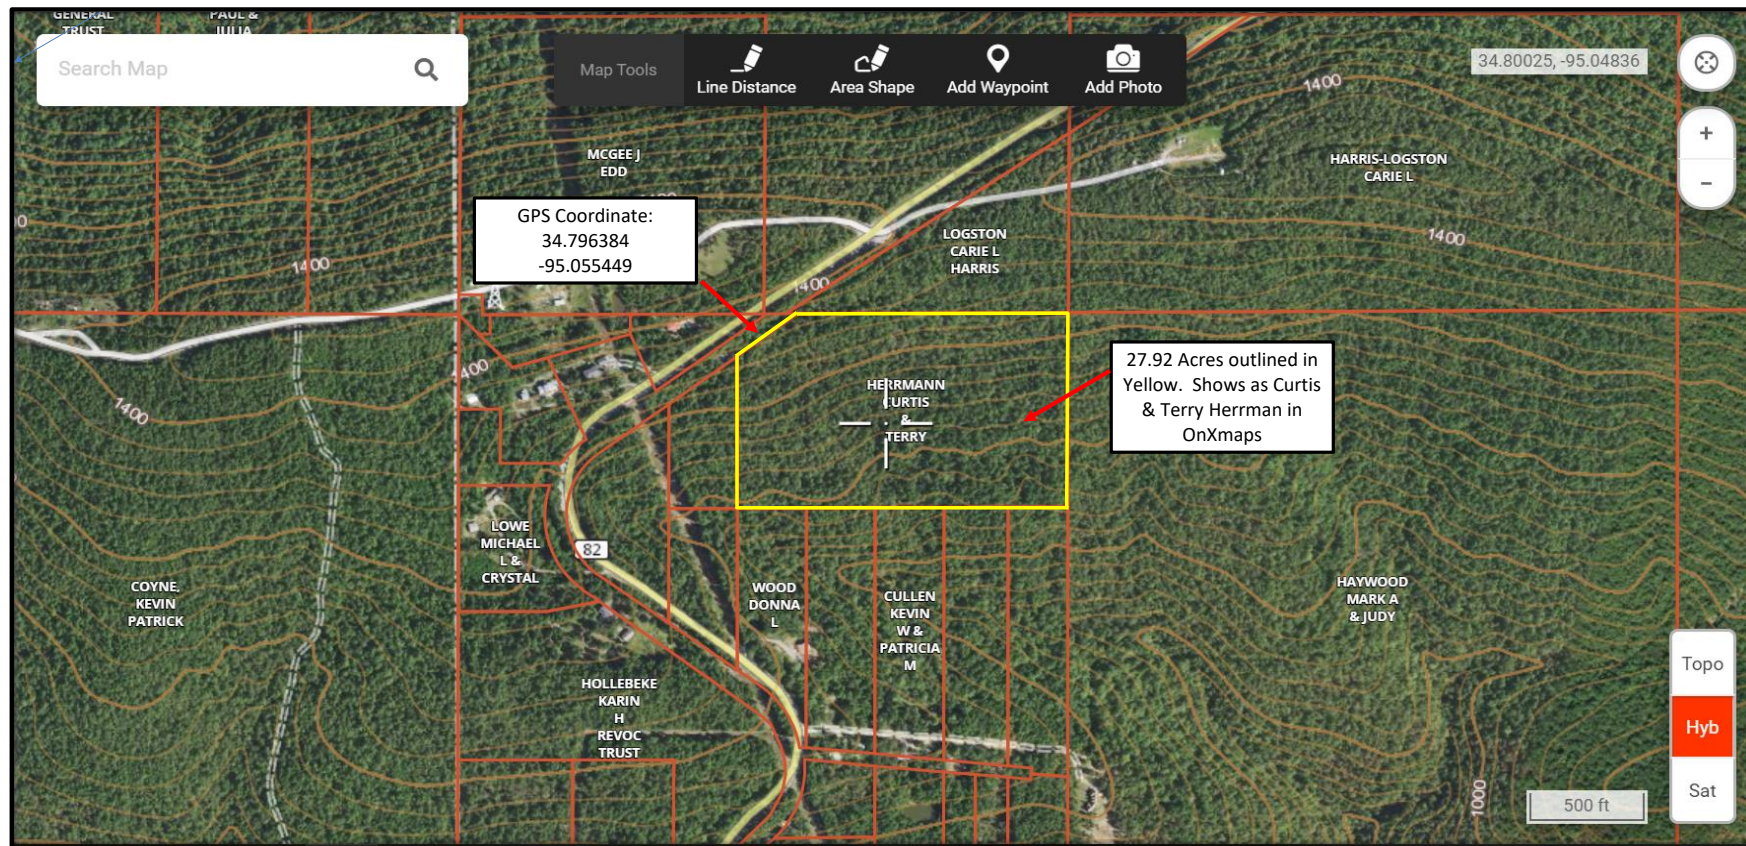 GENERAL
TRUST
PAUL &
JULIA
Search Map
Map Tools
Line Distance
Area Shape
Add Waypoint
Add Photo
34.80025, -95.04836
1400
MCGEE J
EDD
HARRIS-LOGSTON
CARIE L
GPS Coordinate:
34.796384
-95.055449
LOGSTON
CARIE L
HARRIS
1400
1400
1400
1400
1400
HERRMANN
CURTIS
&
TERRY
27.92 Acres outlined in
Yellow.  Shows as Curtis
& Terry Herrman in
OnXmaps
LOWE
MICHAEL
L &
CRYSTAL
82
COYNE,
KEVIN
PATRICK
WOOD
DONNA
L
CULLEN
KEVIN
W &
PATRICIA
M
HAYWOOD
MARK A
& JUDY
HOLLEBEKE
KARIN
H
REVOC
TRUST
Topo
Hyb
Sat
1000
500 ft